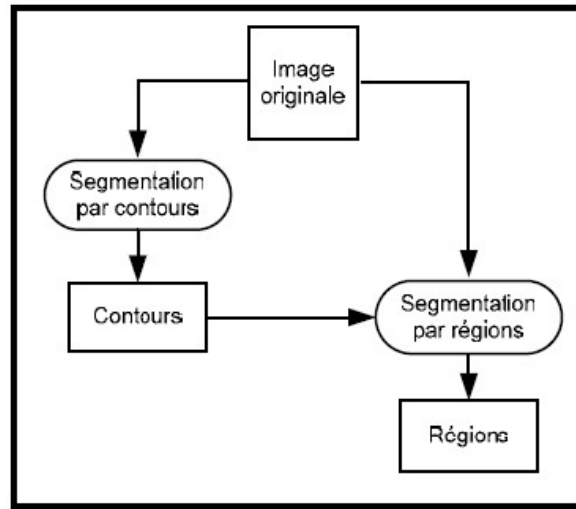 Image
originale
Segmentation
par contours
Contours
Segmentation
par régions
Régions